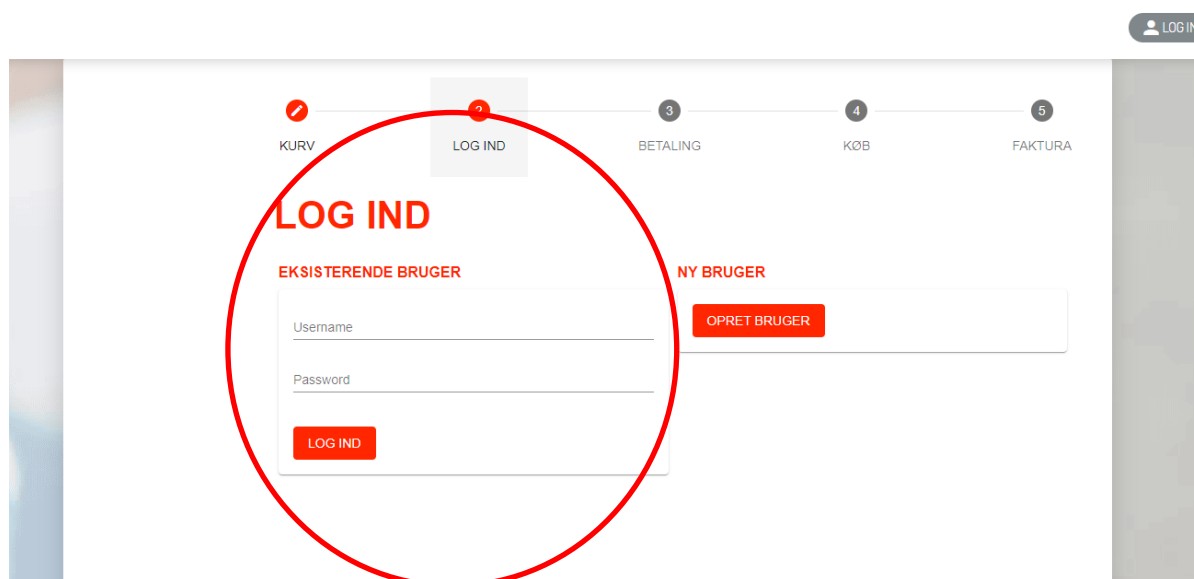 LOG IN
2 3 4 5
KURV LOG IND BETALING KØB FAKTURA
LOG IND
EKSISTERENDE BRUGER NY BRUGER
OPRET BRUGER
Username
Password
LOG IND